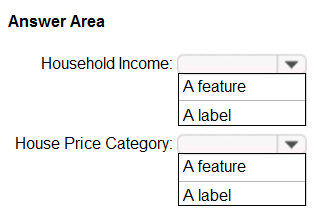 Answer Area
Household Income:
A feature
A label
House Price Category:
A feature
A label